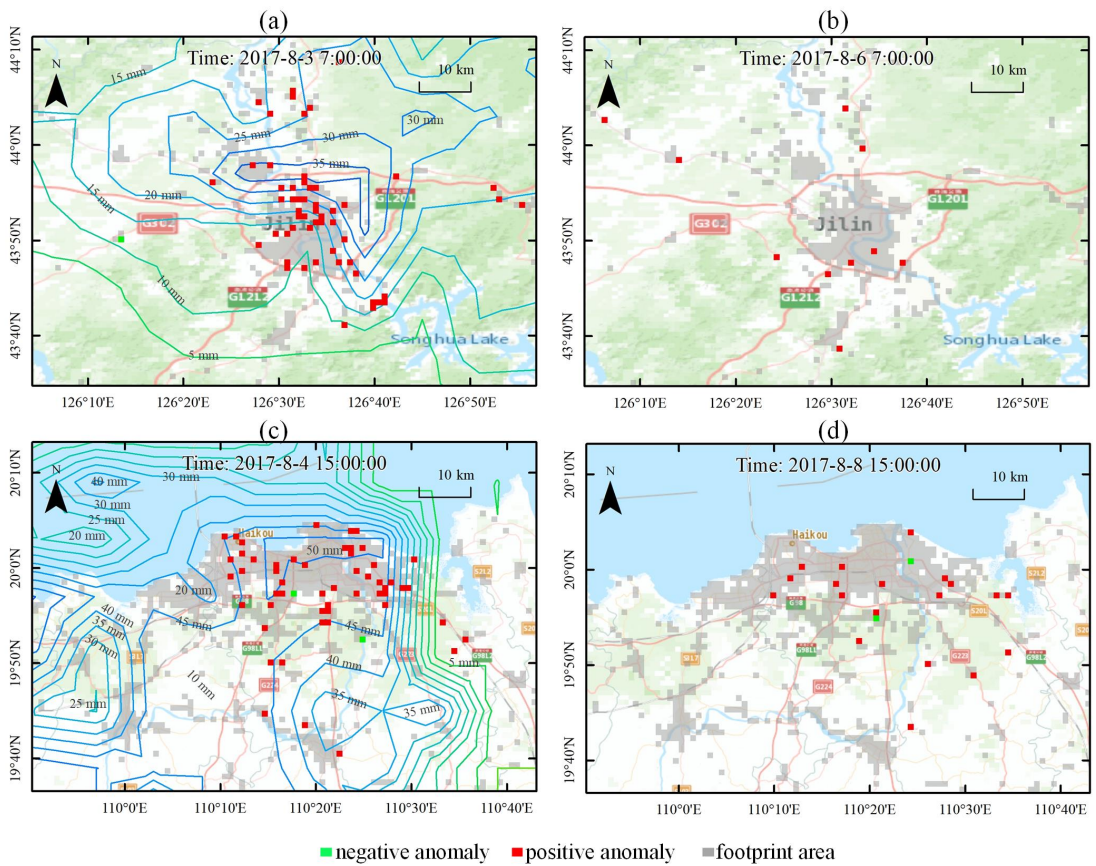 (a)
(b)
Time: 2017-8-3 7:00:00
Time: 2017-8-6 7:00:00
N
10 km
N
10 km
15 mm
30 mm
25 mm
30 mm
35 mm
20 mm
15 mm
10 mm
5 mm
G302
Jilin
G1201
G1212
Songhua Lake
G302
Jilin
G1201
G1212
Songhua Lake
44°10'N
44°0'N
43°50'N
43°40'N
44°10'N
44°0'N
43°50'N
43°40'N
126°10'E
126°20'E
126°30'E
126°40'E
126°50'E
126°10'E
126°20'E
126°30'E
126°40'E
126°50'E
(c)
(d)
Time: 2017-8-4 15:00:00
Time: 2017-8-8 15:00:00
N
10 km
N
10 km
40 mm
30 mm
30 mm
25 mm
20 mm
Haikou
50 mm
20 mm
45 mm
45 mm
40 mm
35 mm
30 mm
25 mm
10 mm
40 mm
35 mm
35 mm
5 mm
G224
Haikou
G98
G224
G223
S201
S212
20°10'N
20°0'N
19°50'N
19°40'N
20°10'N
20°0'N
19°50'N
19°40'N
110°0'E
110°10'E
110°20'E
110°30'E
110°40'E
110°0'E
110°10'E
110°20'E
110°30'E
110°40'E
negative anomaly
positive anomaly
footprint area